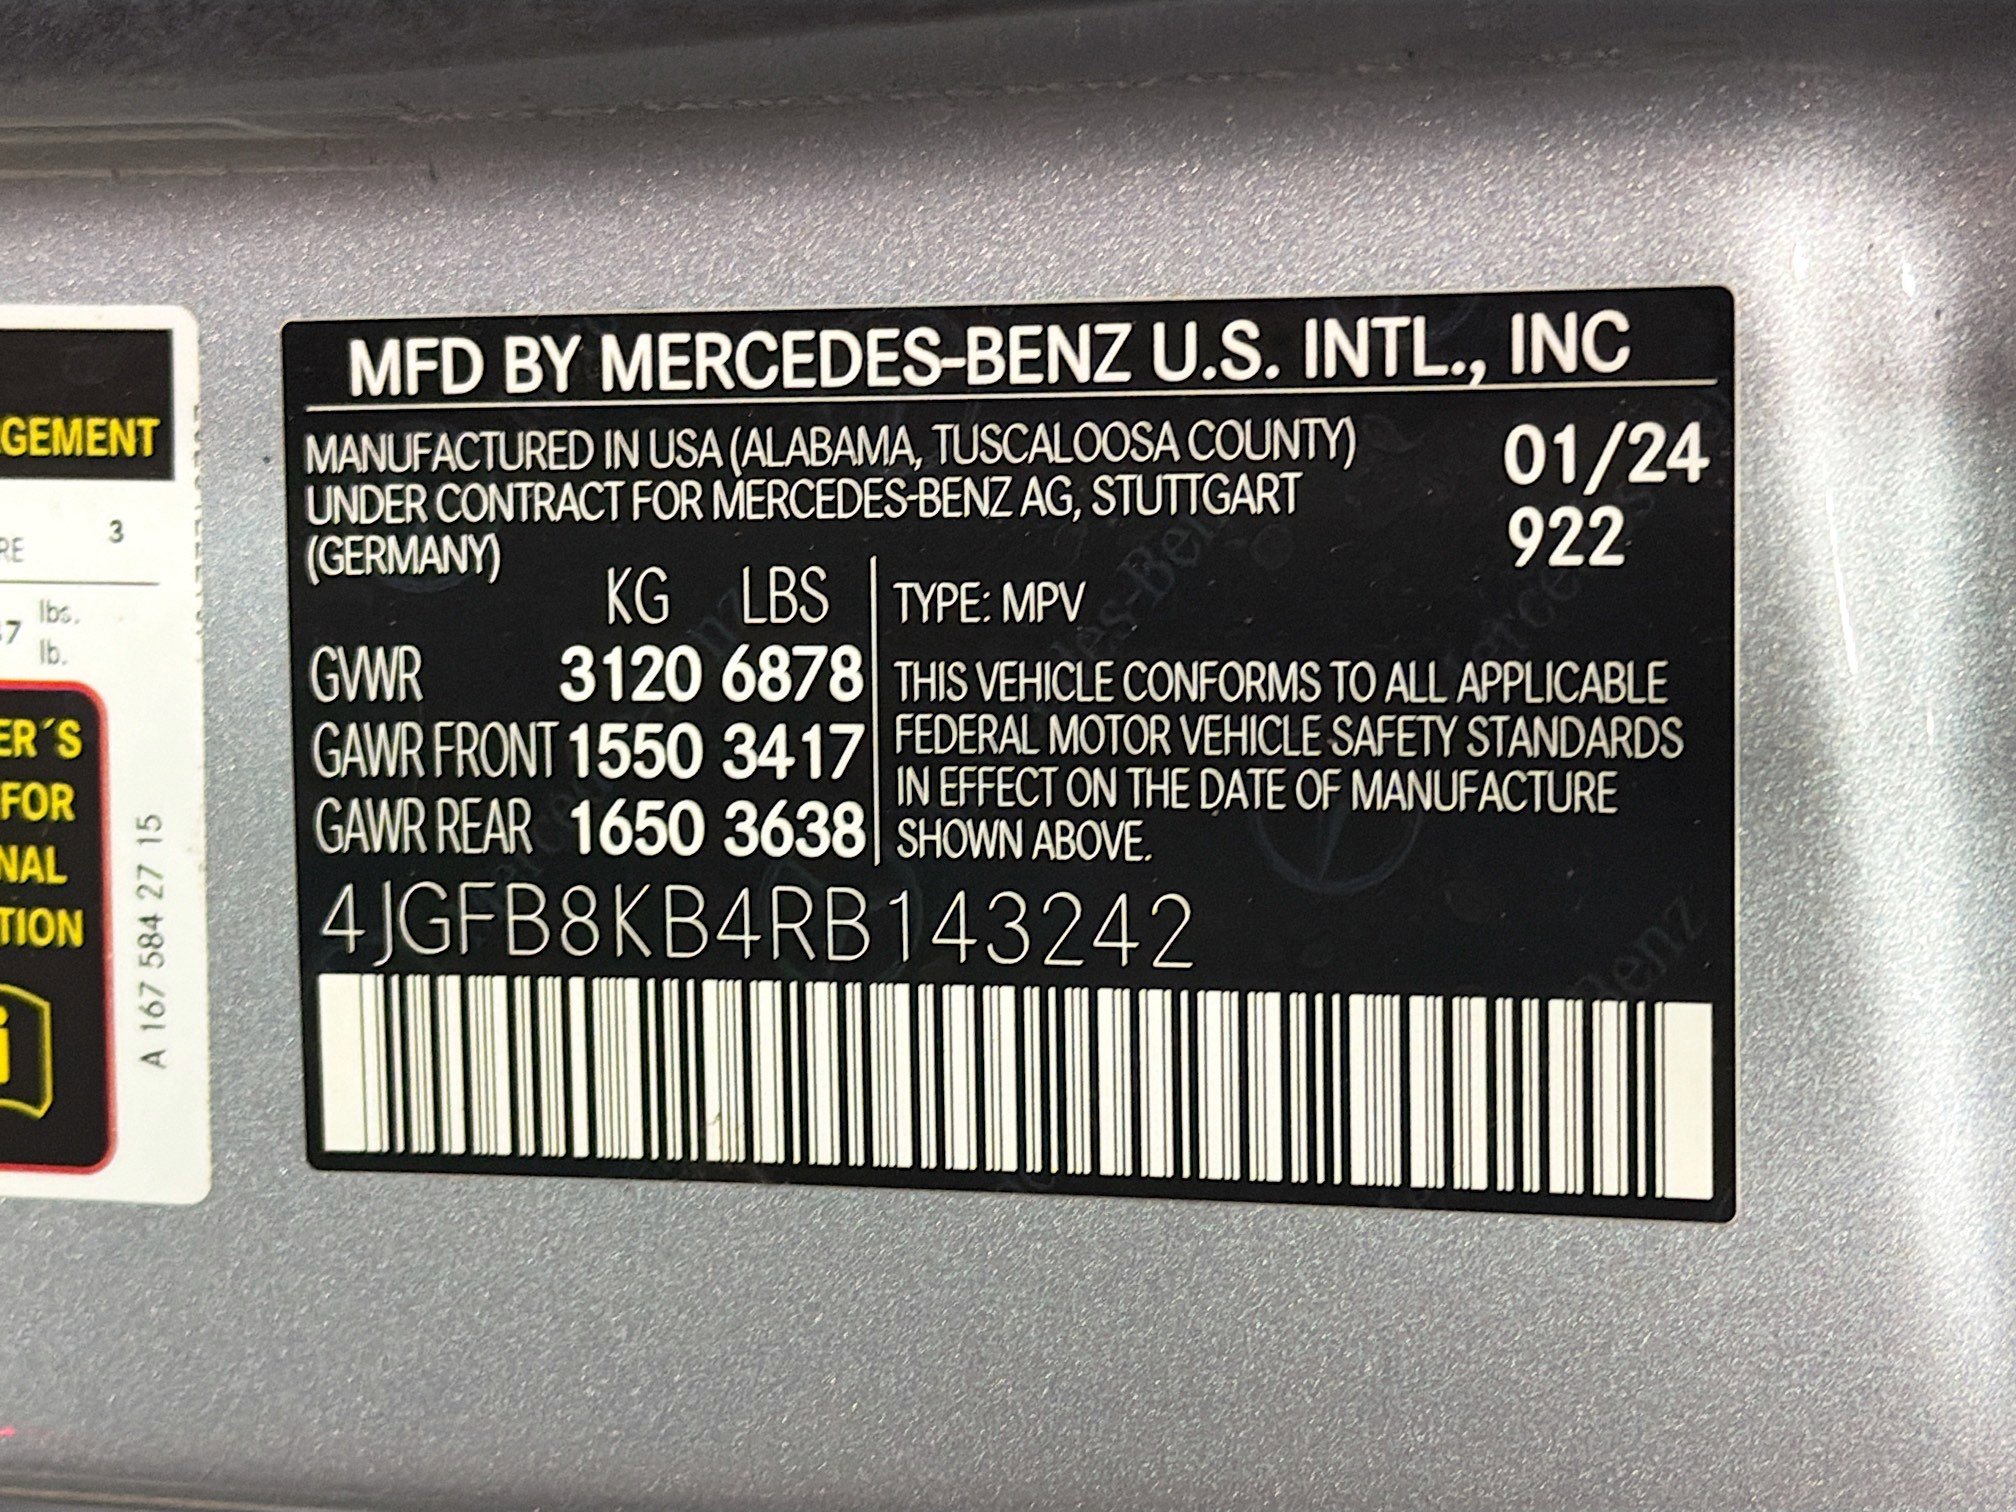 GEMENT
RE 3
7 lbs.
lb.
ER´S
FOR
NAL
TION
i
A 167 584 27 15
MFD BY MERCEDES-BENZ U.S. INTL., INC
MANUFACTURED IN USA (ALABAMA, TUSCALOOSA COUNTY) 01/24
UNDER CONTRACT FOR MERCEDES-BENZ AG, STUTTGART 922
(GERMANY)
KG LBS
GVWR 3120 6878
GAWR FRONT 1550 3417
GAWR REAR 1650 3638
TYPE: MPV
THIS VEHICLE CONFORMS TO ALL APPLICABLE
FEDERAL MOTOR VEHICLE SAFETY STANDARDS
IN EFFECT ON THE DATE OF MANUFACTURE
SHOWN ABOVE.
4JGFB8KB4RB143242